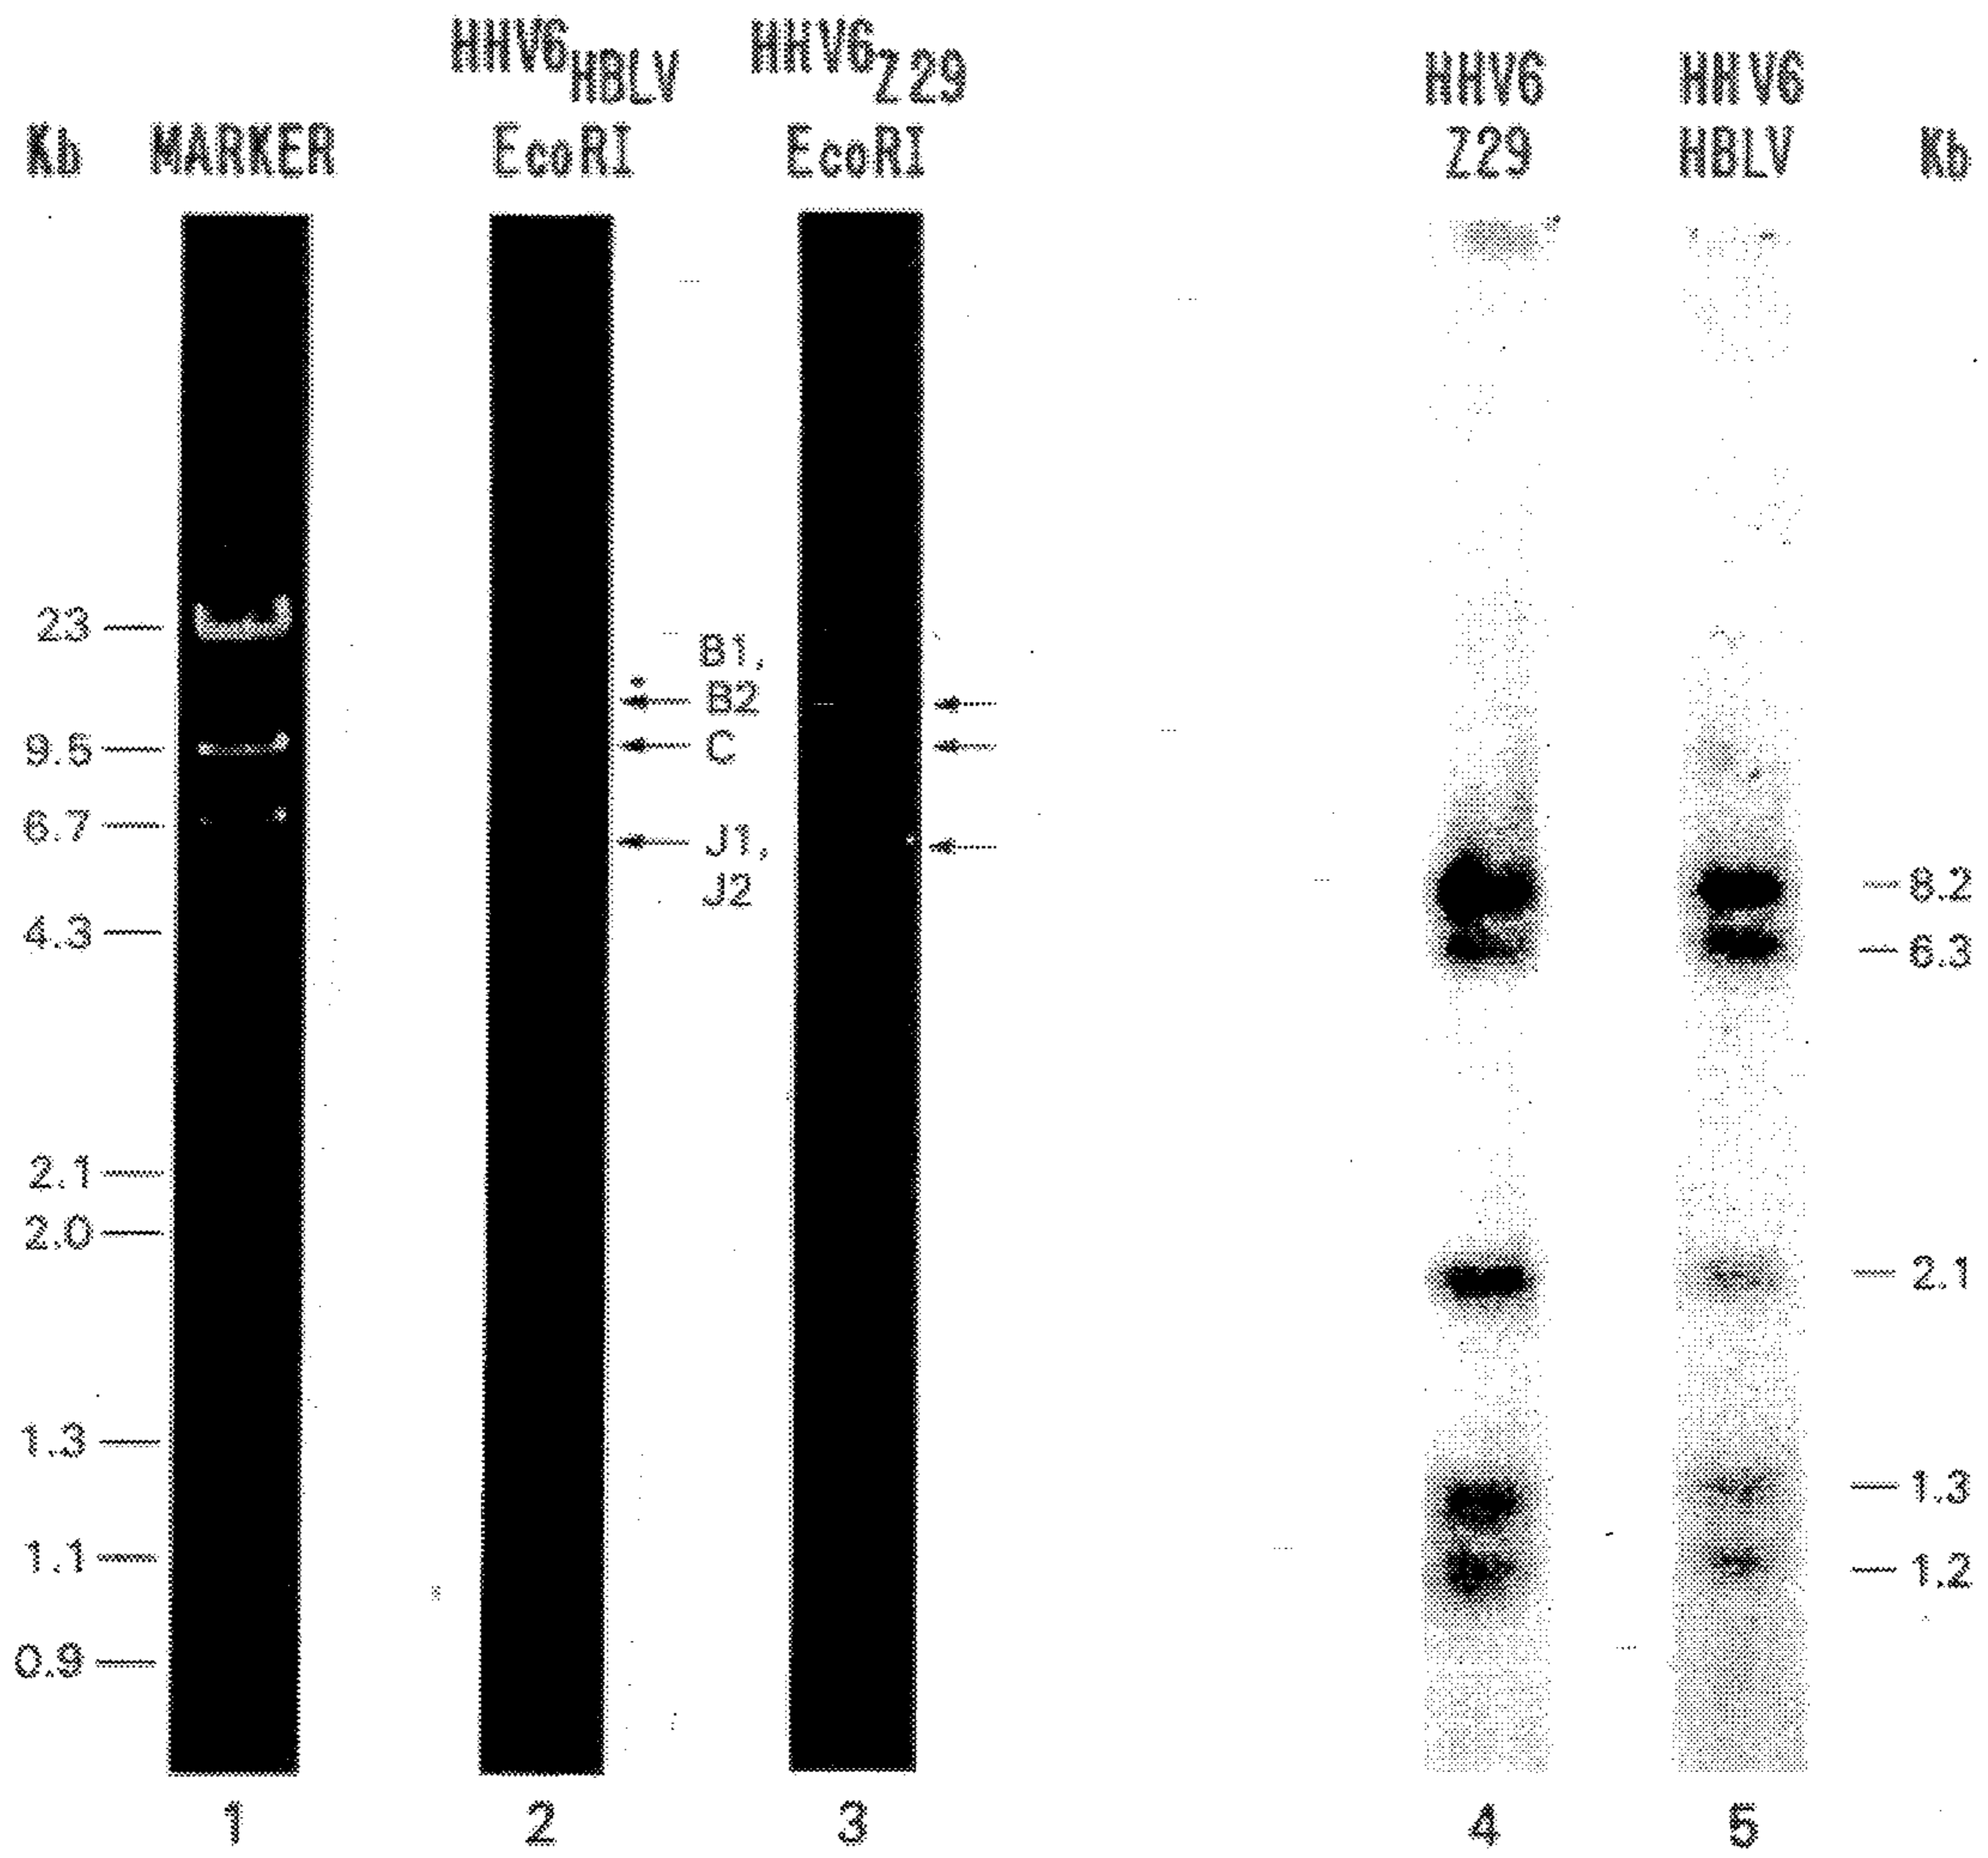 HHV6HBLV HHV6Z29 HHV6 HHV6
Kb MARKER EcoRI EcoRI Z29 HBLV Kb
23
B1,
B2
9.5 C
6.7
J1,
8.2
J2
4.3
6.3
2.1
2.0
2.1
1.3
1.3
1.1
1.2
0.9
1 2 3 4 5